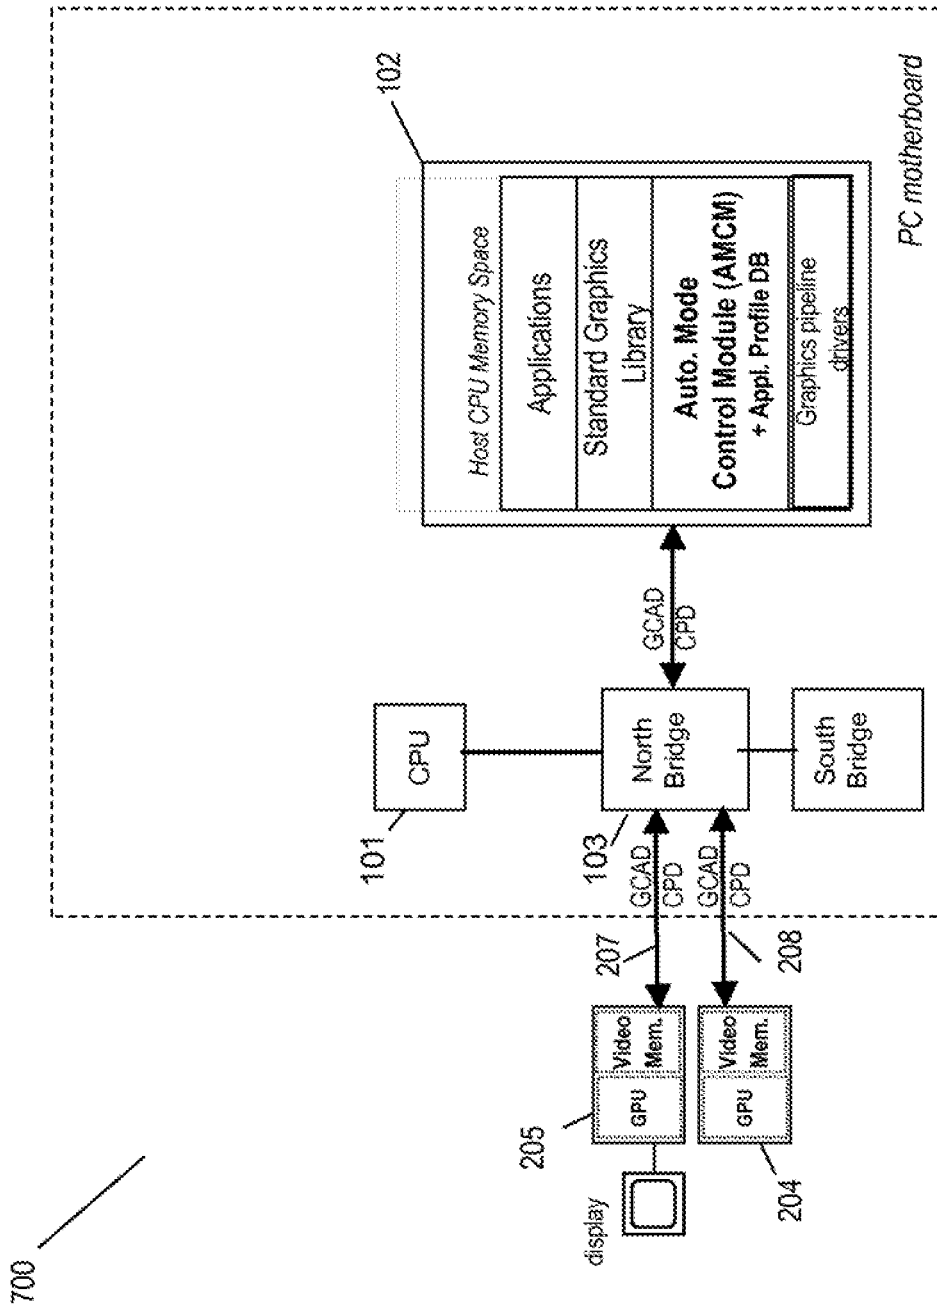 700
PC motherboard
102
Host CPU Memory Space
Applications
Standard Graphics
Library
Auto. Mode
Control Module (AMCM)
+ Appl. Profile DB
Graphics pipeline
drivers
GCAD
CPD
101
CPU
103
North
Bridge
South
Bridge
GCAD
CPD
GCAD
CPD
207
208
205
GPU
Video
Mem.
204
GPU
Video
Mem.
display